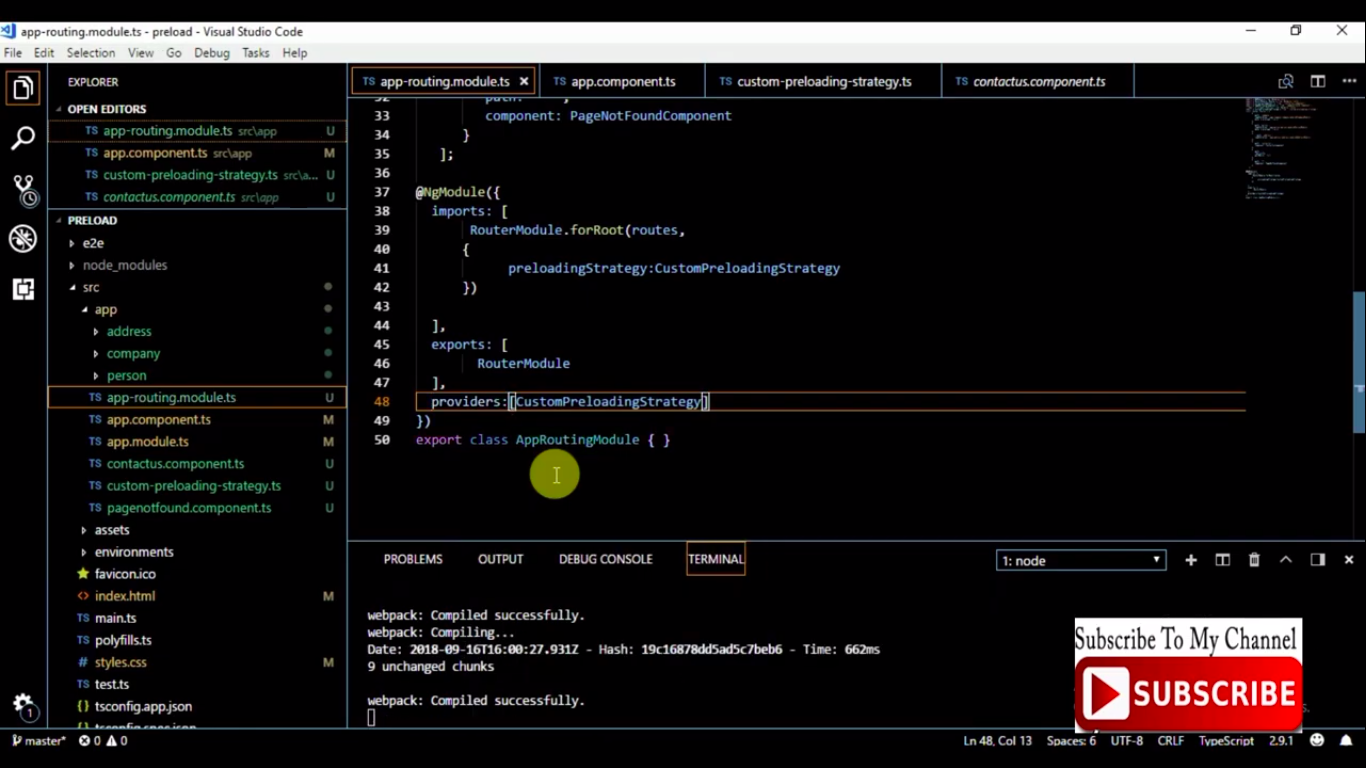 app-routing.module.ts - preload - Visual Studio Code
File Edit Selection View Go Debug Tasks Help
EXPLORER
OPEN EDITORS
TS app-routing.module.ts src\app U
TS app.component.ts src\app M
TS custom-preloading-strategy.ts src\a... U
TS contactus.component.ts src\app U
PRELOAD
e2e
node_modules
src
app
address
company
person
TS app-routing.module.ts U
TS app.component.ts M
TS app.module.ts M
TS contactus.component.ts U
TS custom-preloading-strategy.ts U
TS pagenotfound.component.ts U
assets
environments
favicon.ico
<> index.html M
TS main.ts
TS polyfills.ts
# styles.css M
TS test.ts
{} tsconfig.app.json
{} tsconfig.spec.json
TS app-routing.module.ts ×
TS app.component.ts
TS custom-preloading-strategy.ts
TS contactus.component.ts
33 component: PageNotFoundComponent
34 }
35 ];
36
37 @NgModule({
38 imports: [
39 RouterModule.forRoot(routes,
40 {
41 preloadingStrategy:CustomPreloadingStrategy
42 })
43
44 ],
45 exports: [
46 RouterModule
47 ],
48 providers:[CustomPreloadingStrategy]
49 })
50 export class AppRoutingModule { }
PROBLEMS OUTPUT DEBUG CONSOLE TERMINAL 1: node
webpack: Compiled successfully.
webpack: Compiling...
Date: 2018-09-16T16:00:27.931Z - Hash: 19c16878dd5ad5c7beb6 - Time: 662ms
9 unchanged chunks
webpack: Compiled successfully.
Subscribe To My Channel
SUBSCRIBE
1
master* 0 0 Ln 48, Col 13 Spaces: 6 UTF-8 CRLF TypeScript 2.9.1